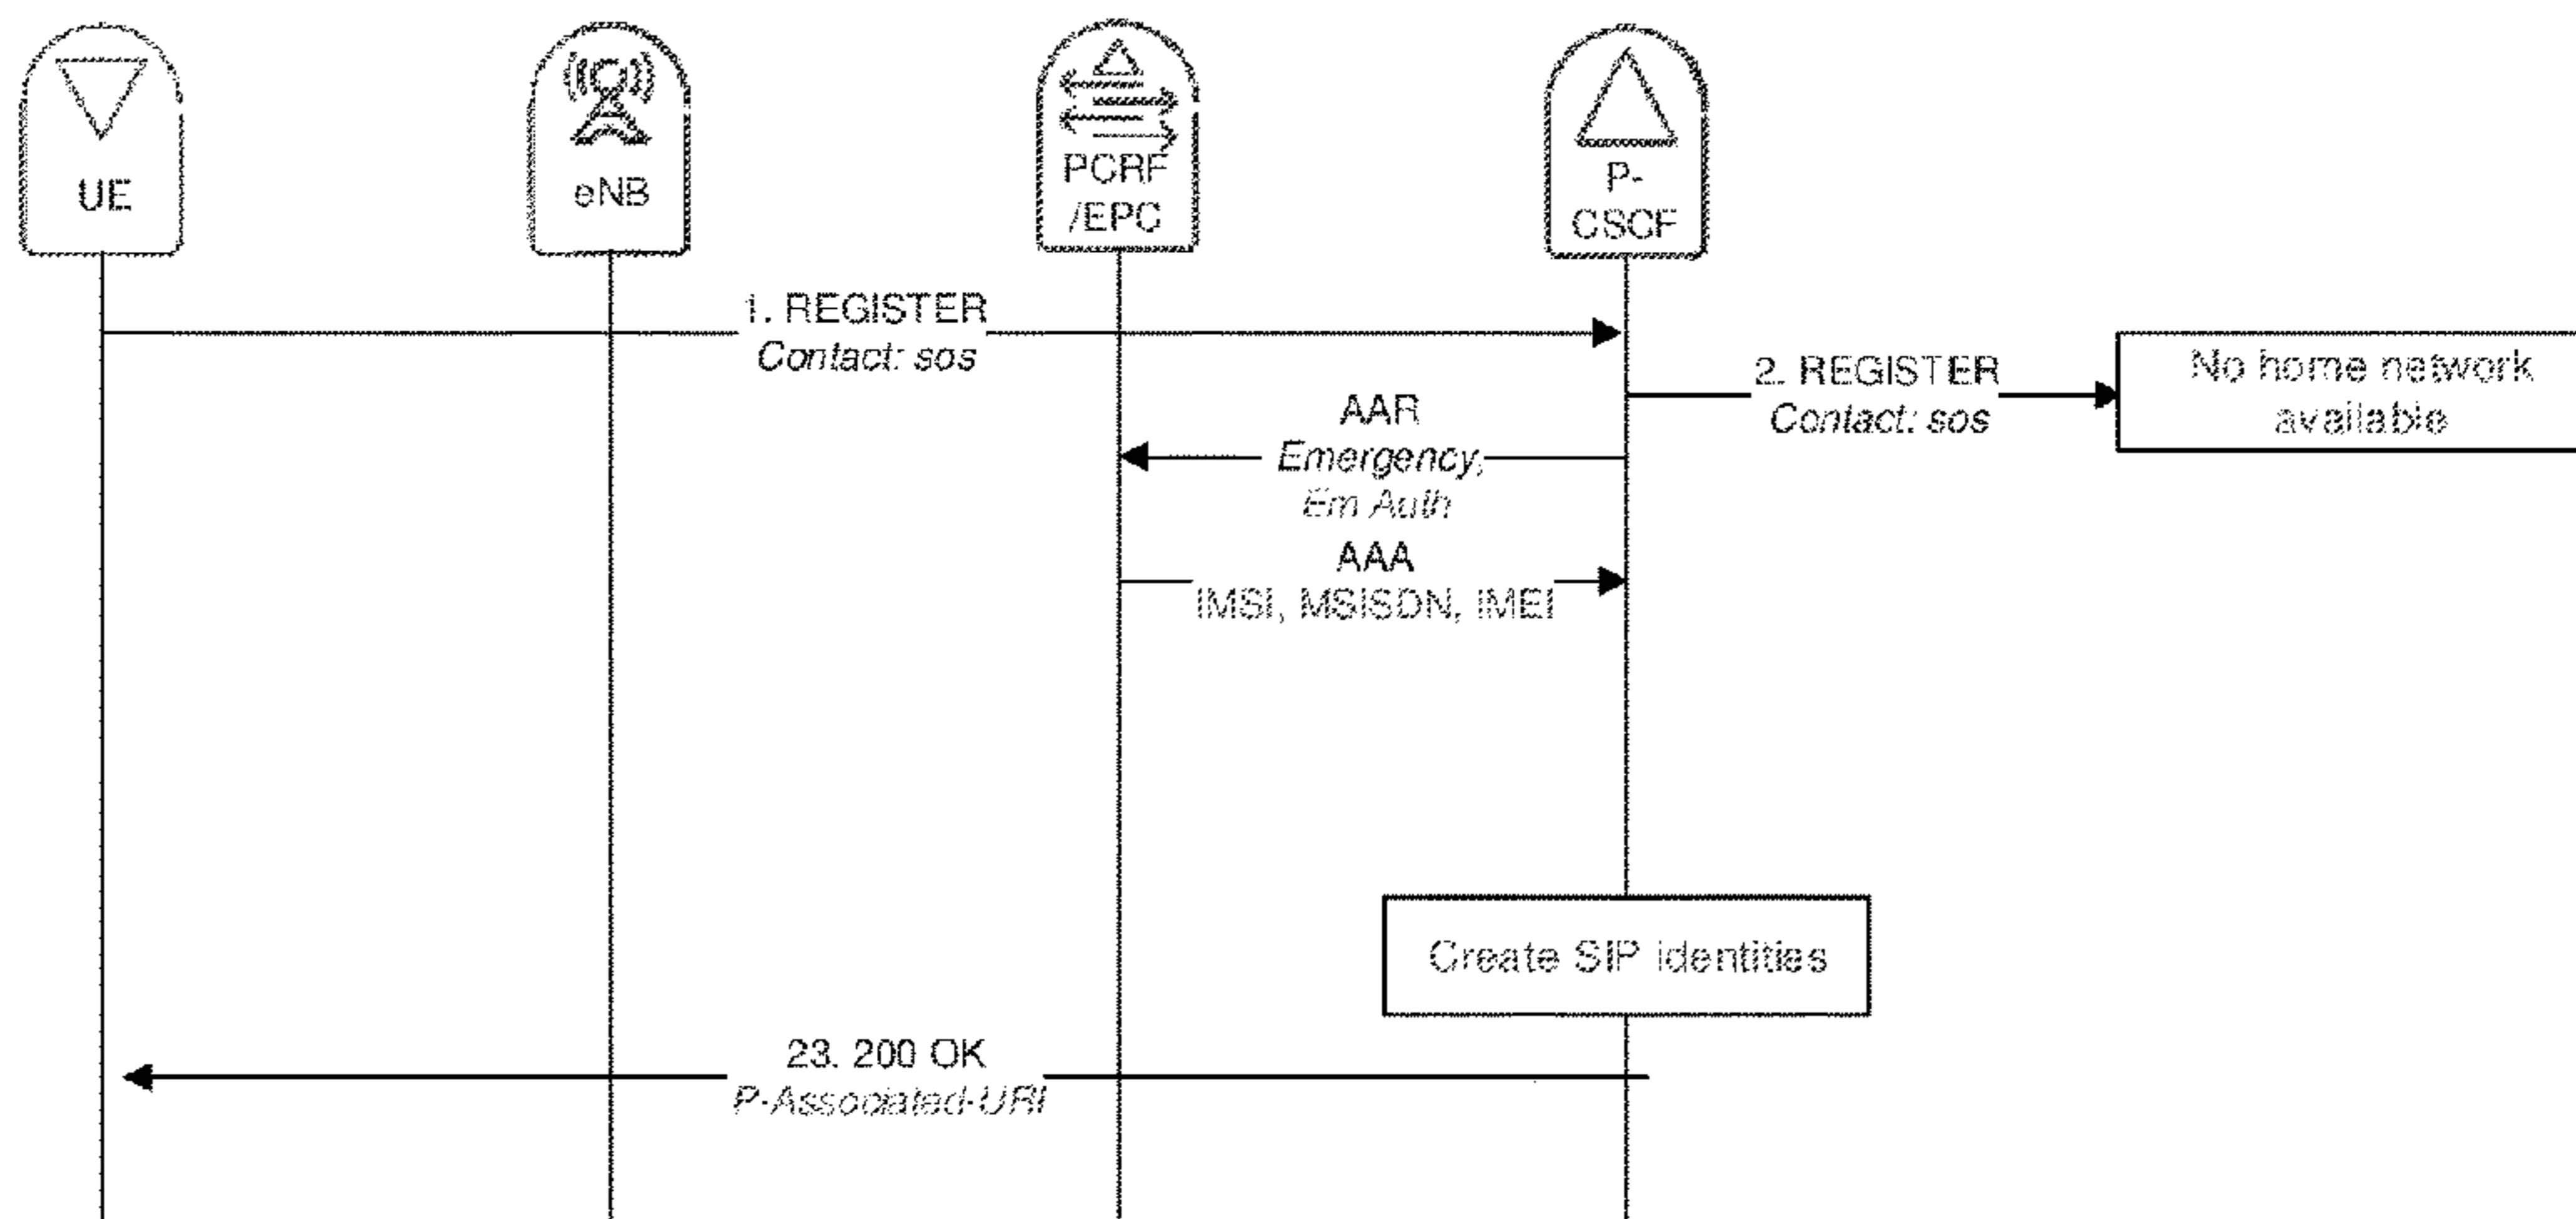 UE
eNB
PCRF
/EPC
P-
CSCF
1. REGISTER
Contact: sos
2. REGISTER
Contact: sos
No home network
available
AAR
Emergency,
Em Auth
AAA
IMSI, MSISDN, IMEI
Create SIP identities
23. 200 OK
P-Associated-URI